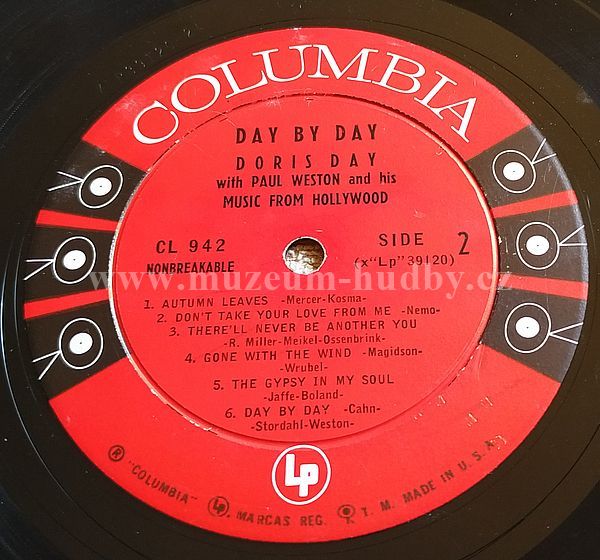 COLUMBIA
DAY BY DAY
DORIS DAY
with PAUL WESTON and his
MUSIC FROM HOLLYWOOD
CL 942
NONBREAKABLE
SIDE 2
(x"Lp"39120)
www.muzeum-hudby.cz
1. AUTUMN LEAVES -Mercer-Kosma-
2. DON'T TAKE YOUR LOVE FROM ME -Nemo-
3. THERE'LL NEVER BE ANOTHER YOU
-R. Miller-Meikel-Ossenbrink-
4. GONE WITH THE WIND -Magidson-
-Wrubel-
5. THE GYPSY IN MY SOUL
-Jaffe-Boland-
6. DAY BY DAY -Cahn-
-Stordahl-Weston-
Lp
® "COLUMBIA" MARCAS REG. T. M. MADE IN U. S. A.